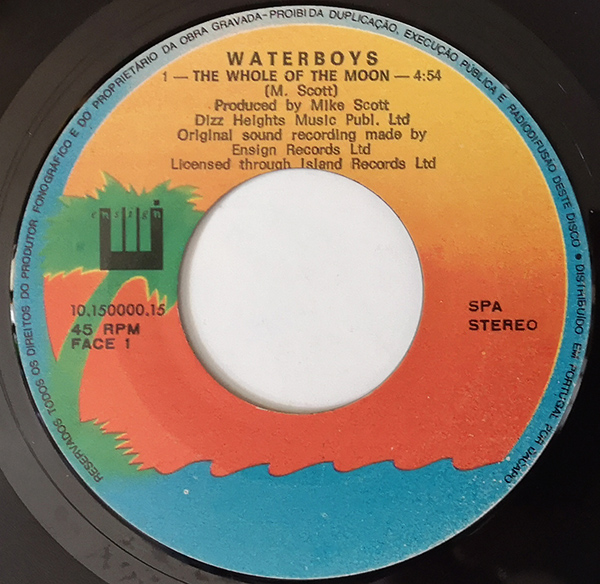 RESERVADOS TODOS OS DIREITOS DO PRODUTOR FONOGRÁFICO E DO PROPRIETÁRIO DA OBRA GRAVADA-PROIBIDA DUPLICAÇÃO, EXECUÇÃO PÚBLICA E RADIODIFUSÃO DESTE DISCO • DISTRIBUIDO EM PORTUGAL POR DACAPO
WATERBOYS
1 — THE WHOLE OF THE MOON — 4:54
(M. Scott)
Produced by Mike Scott
Dizz Heights Music Publ. Ltd
Original sound recording made by
Ensign Records Ltd
Licensed through Island Records Ltd
ensign
10.150000.15
45 RPM
FACE 1
SPA
STEREO